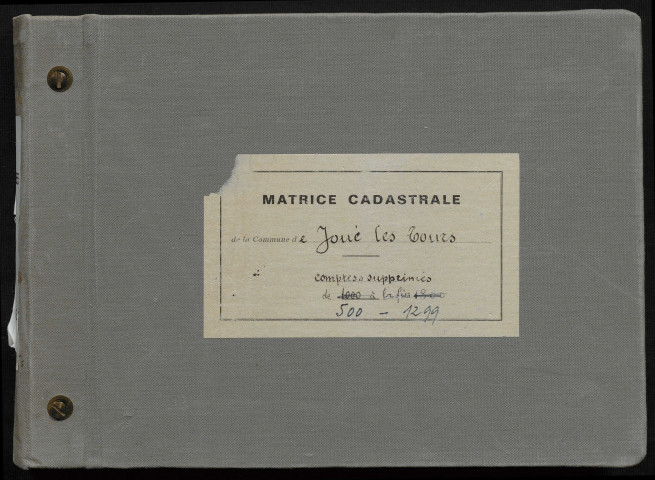 MATRICE CADASTRALE
de la Commune de Joué les Tours
comptes supprimés
de 1000 à la fin
500 - 1299